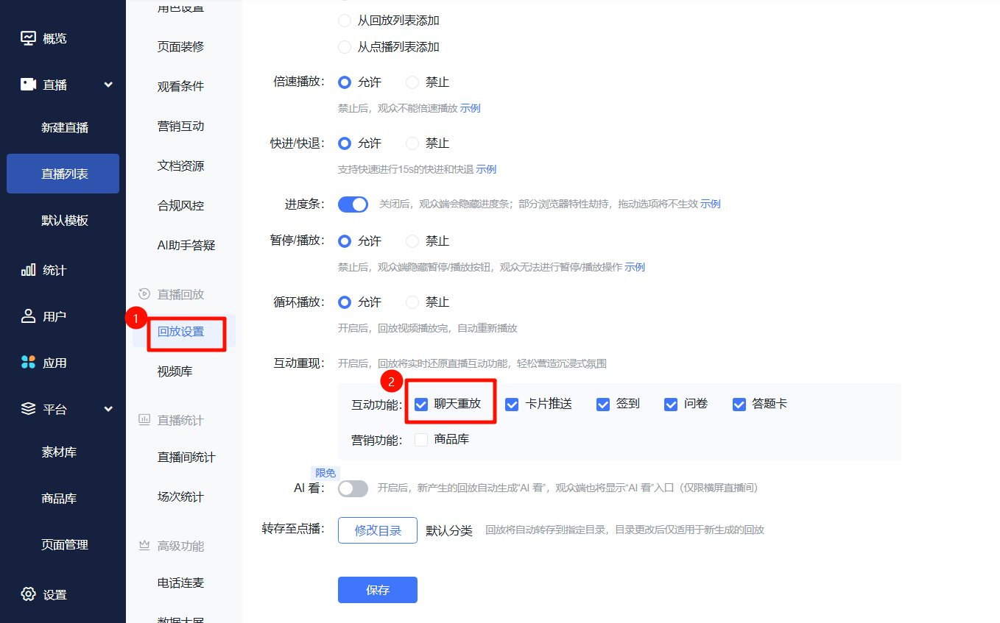 概览
直播
新建直播
直播列表
默认模板
统计
用户
应用
平台
素材库
商品库
页面管理
设置
角色设置
页面装修
观看条件
营销互动
文档资源
合规风控
AI助手答疑
直播回放
1
回放设置
视频库
直播统计
直播间统计
场次统计
高级功能
电话连麦
数据大屏
从回放列表添加
从点播列表添加
倍速播放： 允许 禁止
禁止后，观众不能倍速播放 示例
快进/快退： 允许 禁止
支持快速进行15s的快进和快退 示例
进度条： 关闭后，观众端会隐藏进度条；部分浏览器特性劫持，拖动选项将不生效 示例
暂停/播放： 允许 禁止
禁止后，观众端隐藏暂停/播放按钮，观众无法进行暂停/播放操作 示例
循环播放： 允许 禁止
开启后，回放视频播放完，自动重新播放
互动重现： 开启后，回放将实时还原直播互动功能，轻松营造沉浸式氛围
2
互动功能： 聊天重放 卡片推送 签到 问卷 答题卡
营销功能： 商品库
限免
AI 看： 开启后，新产生的回放自动生成“AI 看”，观众端也将显示“AI 看”入口（仅限横屏直播间）
转存至点播： 修改目录 默认分类 回放将自动转存到指定目录，目录更改后仅适用于新生成的回放
保存